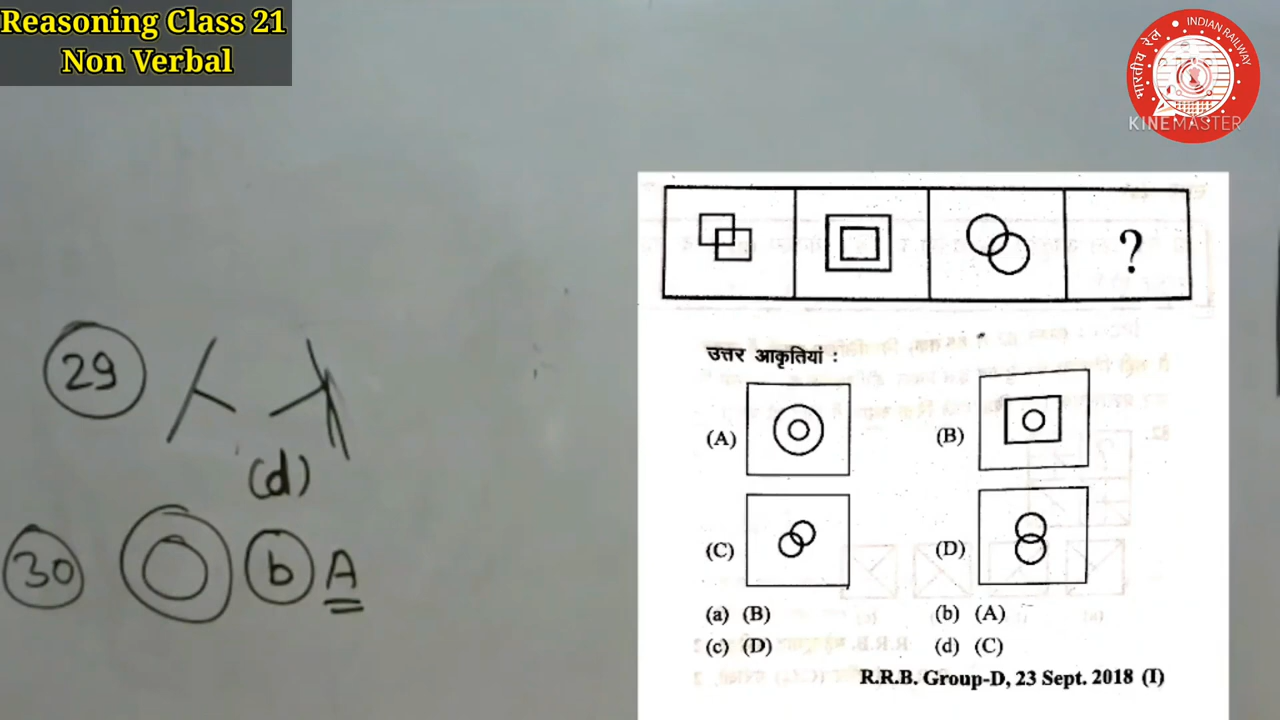 Reasoning Class 21
Non Verbal
भारतीय रेल
INDIAN RAILWAY
KINEMASTER
29
(d)
30 b A
?
उत्तर आकृतियां :
(A) (B)
(C) (D)
(a) (B) (b) (A)
(c) (D) (d) (C)
R.R.B. Group-D, 23 Sept. 2018 (I)